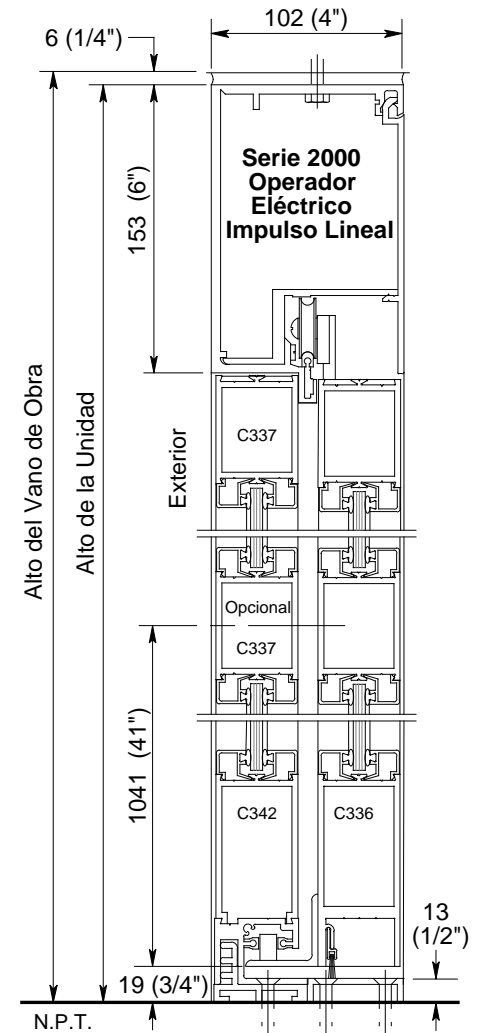 102 (4")
6 (1/4")
Serie 2000
Operador
Eléctrico
Impulso Lineal
153 (6")
Alto del Vano de Obra
Alto de la Unidad
Exterior
C337
Opcional
C337
1041 (41")
C342
C336
13
(1/2")
19 (3/4")
N.P.T.